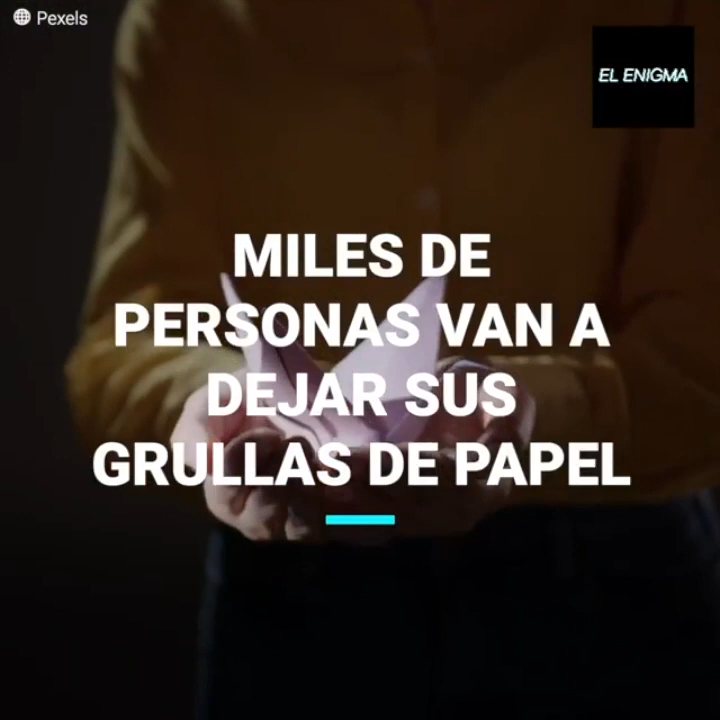 Pexels
EL ENIGMA
MILES DE
PERSONAS VAN A
DEJAR SUS
GRULLAS DE PAPEL